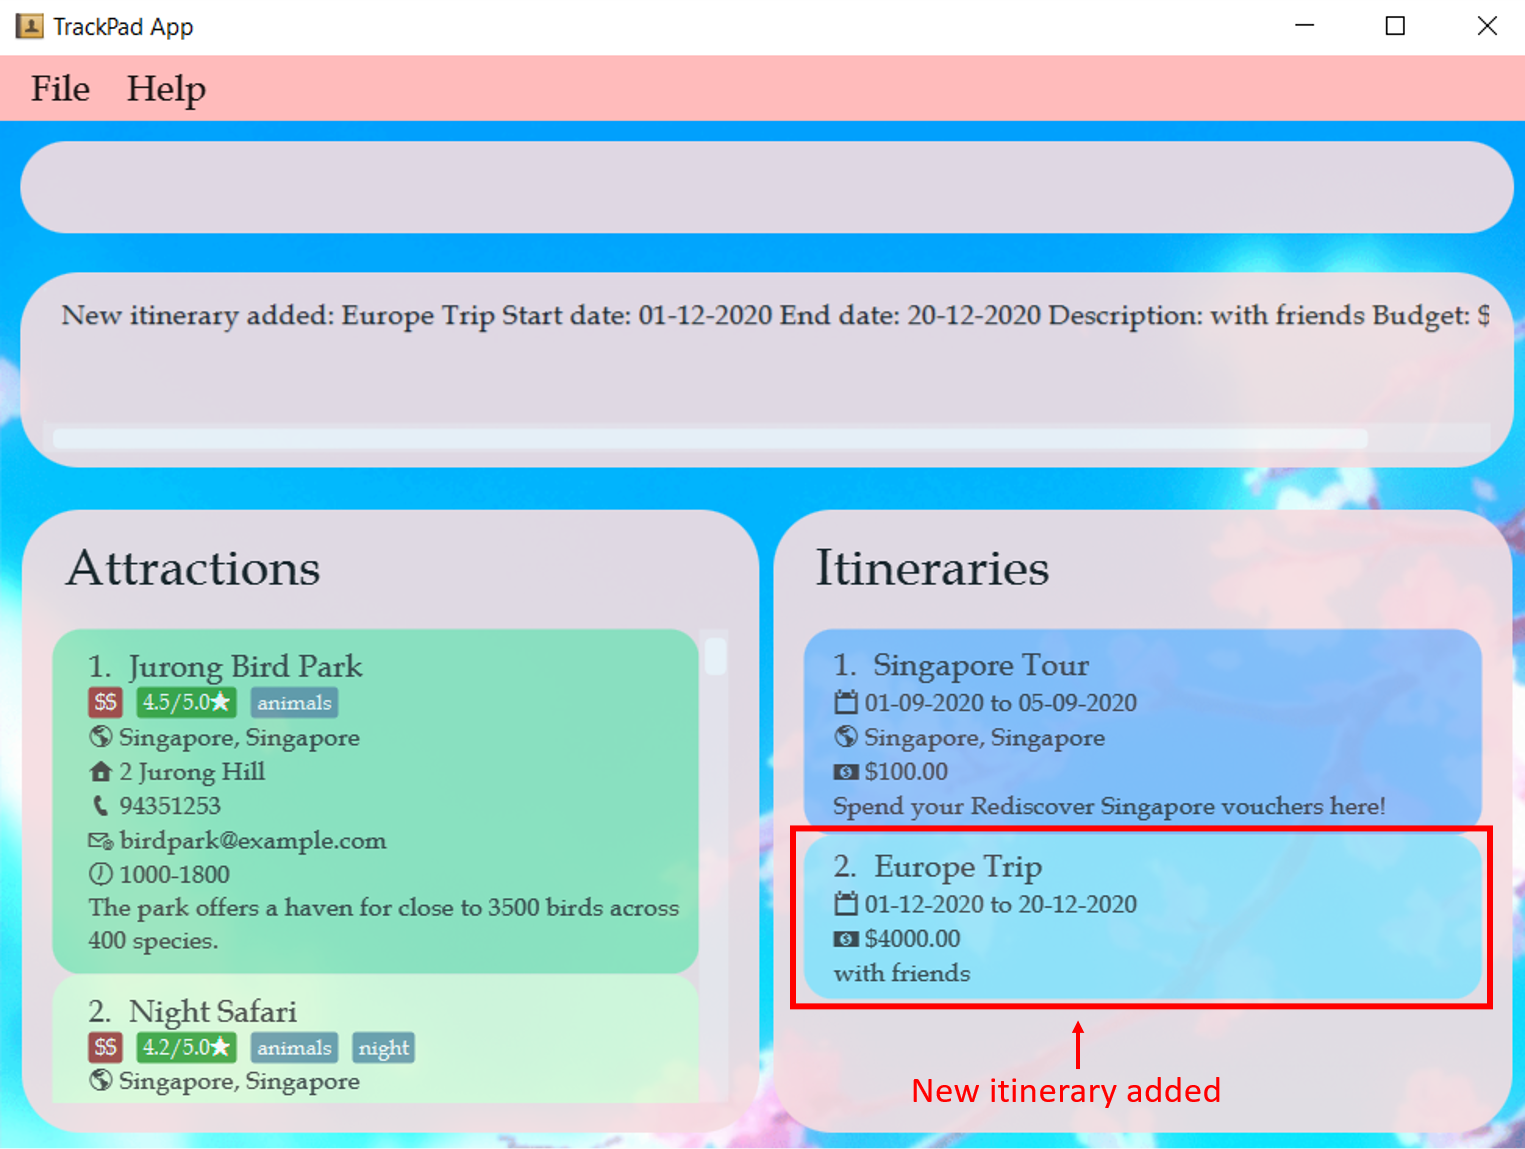 TrackPad App
File Help
New itinerary added: Europe Trip Start date: 01-12-2020 End date: 20-12-2020 Description: with friends Budget: $
Attractions
1. Jurong Bird Park
$$ 4.5/5.0★ animals
Singapore, Singapore
2 Jurong Hill
94351253
birdpark@example.com
1000-1800
The park offers a haven for close to 3500 birds across
400 species.
2. Night Safari
$$ 4.2/5.0★ animals night
Singapore, Singapore
Itineraries
1. Singapore Tour
01-09-2020 to 05-09-2020
Singapore, Singapore
$100.00
Spend your Rediscover Singapore vouchers here!
2. Europe Trip
01-12-2020 to 20-12-2020
$4000.00
with friends
New itinerary added